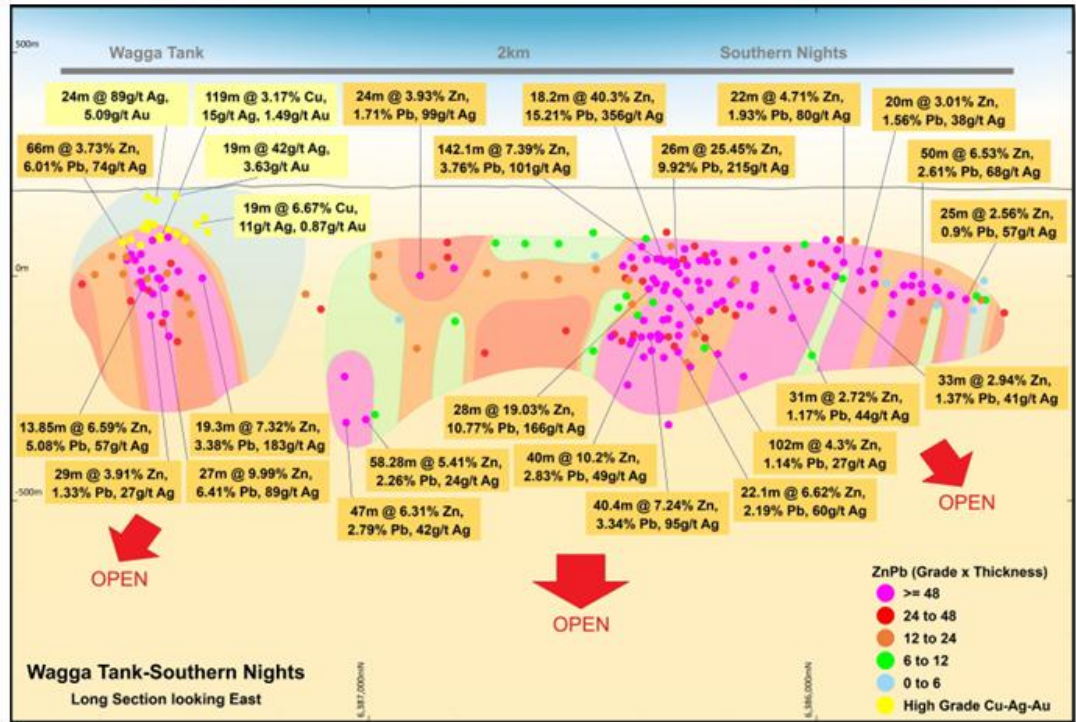 500m
Wagga Tank
2km
Southern Nights
24m @ 89g/t Ag,
5.09g/t Au
119m @ 3.17% Cu,
15g/t Ag, 1.49g/t Au
24m @ 3.93% Zn,
1.71% Pb, 99g/t Ag
18.2m @ 40.3% Zn,
15.21% Pb, 356g/t Ag
22m @ 4.71% Zn,
1.93% Pb, 80g/t Ag
20m @ 3.01% Zn,
1.56% Pb, 38g/t Ag
66m @ 3.73% Zn,
6.01% Pb, 74g/t Ag
19m @ 42g/t Ag,
3.63g/t Au
142.1m @ 7.39% Zn,
3.76% Pb, 101g/t Ag
26m @ 25.45% Zn,
9.92% Pb, 215g/t Ag
50m @ 6.53% Zn,
2.61% Pb, 68g/t Ag
19m @ 6.67% Cu,
11g/t Ag, 0.87g/t Au
25m @ 2.56% Zn,
0.9% Pb, 57g/t Ag
0m
13.85m @ 6.59% Zn,
5.08% Pb, 57g/t Ag
19.3m @ 7.32% Zn,
3.38% Pb, 183g/t Ag
28m @ 19.03% Zn,
10.77% Pb, 166g/t Ag
31m @ 2.72% Zn,
1.17% Pb, 44g/t Ag
33m @ 2.94% Zn,
1.37% Pb, 41g/t Ag
29m @ 3.91% Zn,
1.33% Pb, 27g/t Ag
27m @ 9.99% Zn,
6.41% Pb, 89g/t Ag
58.28m @ 5.41% Zn,
2.26% Pb, 24g/t Ag
40m @ 10.2% Zn,
2.83% Pb, 49g/t Ag
102m @ 4.3% Zn,
1.14% Pb, 27g/t Ag
47m @ 6.31% Zn,
2.79% Pb, 42g/t Ag
40.4m @ 7.24% Zn,
3.34% Pb, 95g/t Ag
22.1m @ 6.62% Zn,
2.19% Pb, 60g/t Ag
-500m
OPEN
OPEN
OPEN
ZnPb (Grade x Thickness)
>= 48
24 to 48
12 to 24
6 to 12
0 to 6
High Grade Cu-Ag-Au
Wagga Tank-Southern Nights
Long Section looking East
6,387,000mN
6,386,000mN